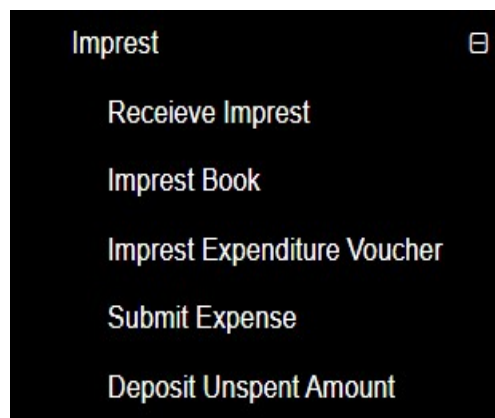 Imprest
Receieve Imprest
Imprest Book
Imprest Expenditure Voucher
Submit Expense
Deposit Unspent Amount